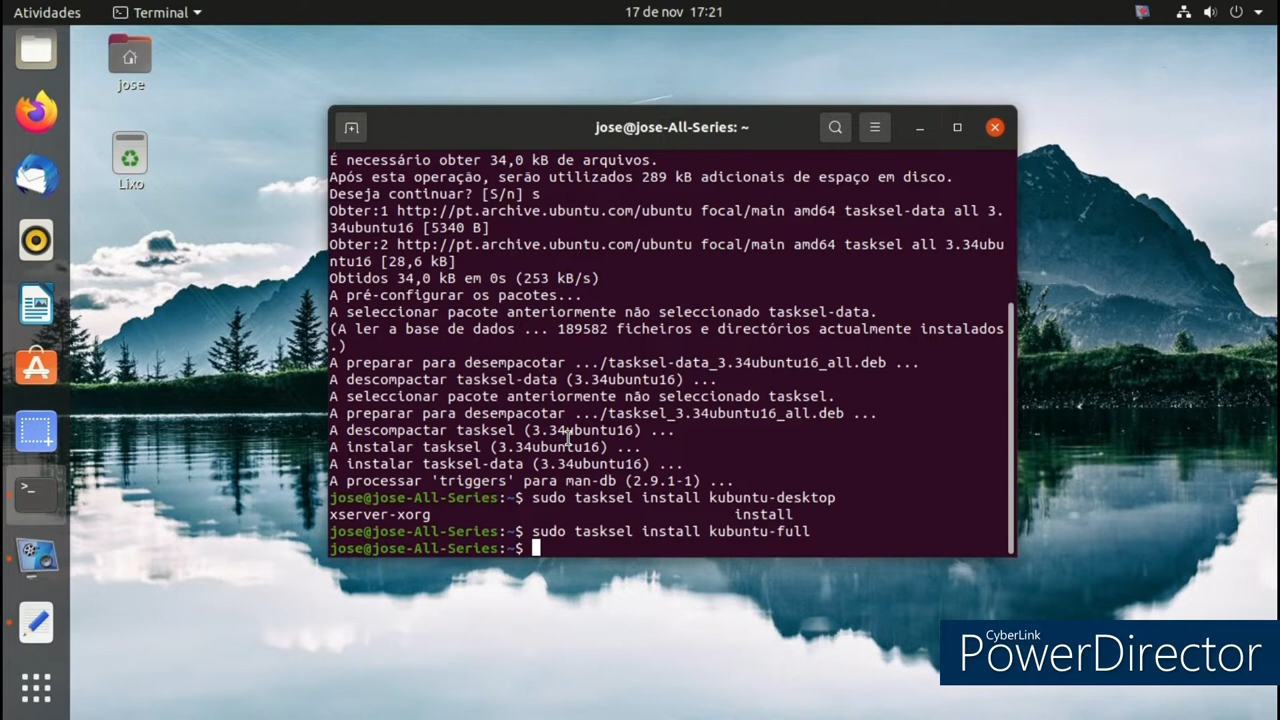 Atividades
Terminal
17 de nov 17:21
jose
Lixo
jose@jose-All-Series: ~
É necessário obter 34,0 kB de arquivos.
Após esta operação, serão utilizados 289 kB adicionais de espaço em disco.
Deseja continuar? [S/n] s
Obter:1 http://pt.archive.ubuntu.com/ubuntu focal/main amd64 tasksel-data all 3.
34ubuntu16 [5340 B]
Obter:2 http://pt.archive.ubuntu.com/ubuntu focal/main amd64 tasksel all 3.34ubu
ntu16 [28,6 kB]
Obtidos 34,0 kB em 0s (253 kB/s)
A pré-configurar os pacotes...
A seleccionar pacote anteriormente não seleccionado tasksel-data.
(A ler a base de dados ... 189582 ficheiros e directórios actualmente instalados
.)
A preparar para desempacotar .../tasksel-data_3.34ubuntu16_all.deb ...
A descompactar tasksel-data (3.34ubuntu16) ...
A seleccionar pacote anteriormente não seleccionado tasksel.
A preparar para desempacotar .../tasksel_3.34ubuntu16_all.deb ...
A descompactar tasksel (3.34ubuntu16) ...
A instalar tasksel (3.34ubuntu16) ...
A instalar tasksel-data (3.34ubuntu16) ...
A processar 'triggers' para man-db (2.9.1-1) ...
jose@jose-All-Series:~$ sudo tasksel install kubuntu-desktop
xserver-xorg install
jose@jose-All-Series:~$ sudo tasksel install kubuntu-full
jose@jose-All-Series:~$
CyberLink
PowerDirector